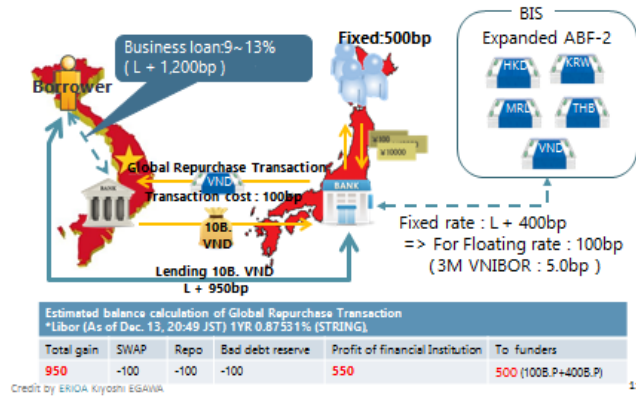 BIS
Expanded ABF-2
HKD
KRW
MRL
THB
VND
Fixed:500bp
Business loan:9~13%
( L + 1,200bp )
Borrower
¥100
¥10000
Global Repurchase Transaction
VND
Transaction cost : 100bp
BANK
BANK
10B.
VND
Lending 10B. VND
L + 950bp
Fixed rate : L + 400bp
=> For Floating rate : 100bp
( 3M VNIBOR : 5.0bp )
Estimated balance calculation of Global Repurchase Transaction
*Libor (As of Dec. 13, 20:49 JST) 1YR 0.87531% (STRING),
Total gain SWAP Repo Bad debt reserve Profit of financial Institution To funders
950 -100 -100 -100 550 500 (100B.P+400B.P)
Credit by ERIDA Kiyoshi EGAWA